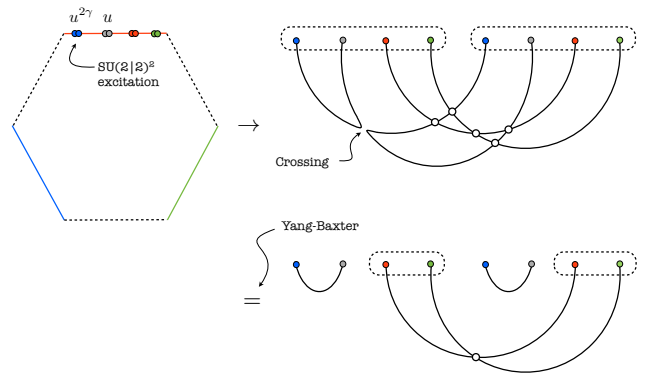 u^{2γ} u
SU(2|2)²
excitation
→
Crossing
Yang-Baxter
=